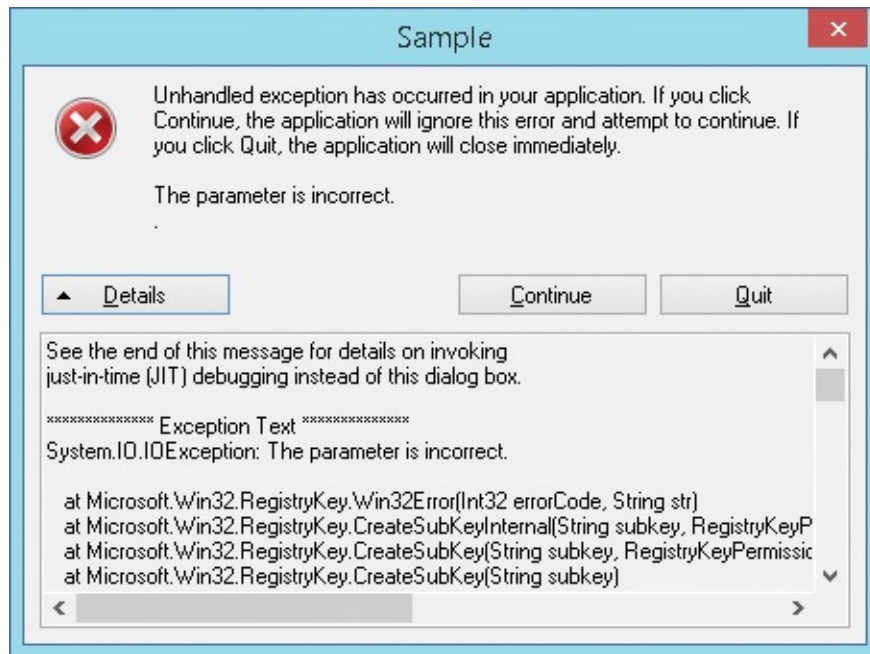 Sample
Unhandled exception has occurred in your application. If you click
Continue, the application will ignore this error and attempt to continue. If
you click Quit, the application will close immediately.
The parameter is incorrect.
.
Details
Continue
Quit
See the end of this message for details on invoking
just-in-time (JIT) debugging instead of this dialog box.
************** Exception Text **************
System.IO.IOException: The parameter is incorrect.
at Microsoft.Win32.RegistryKey.Win32Error(Int32 errorCode, String str)
at Microsoft.Win32.RegistryKey.CreateSubKeyInternal(String subkey, RegistryKeyP
at Microsoft.Win32.RegistryKey.CreateSubKey(String subkey, RegistryKeyPermissic
at Microsoft.Win32.RegistryKey.CreateSubKey(String subkey)